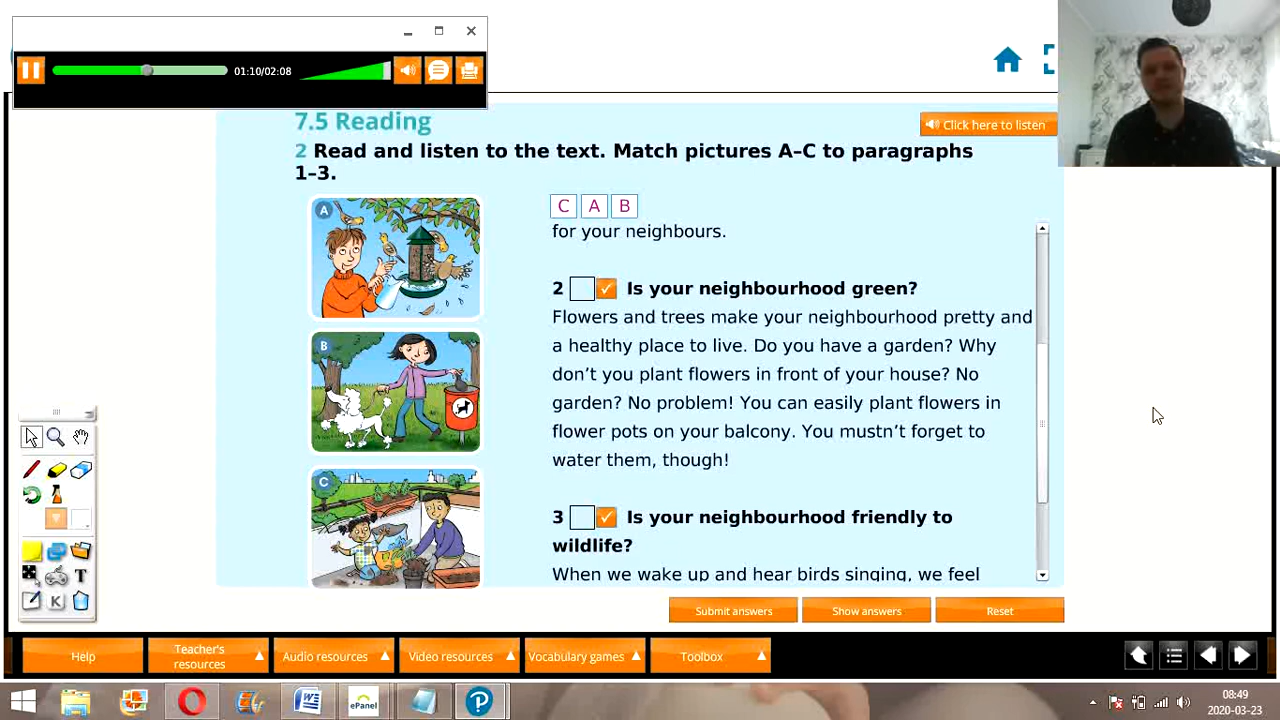 01:10/02:08
7.5 Reading
Click here to listen
2 Read and listen to the text. Match pictures A–C to paragraphs
1–3.
A
B
C
C A B
for your neighbours.
2 Is your neighbourhood green?
Flowers and trees make your neighbourhood pretty and
a healthy place to live. Do you have a garden? Why
don't you plant flowers in front of your house? No
garden? No problem! You can easily plant flowers in
flower pots on your balcony. You mustn't forget to
water them, though!
3 Is your neighbourhood friendly to
wildlife?
When we wake up and hear birds singing, we feel
T
K
Submit answers
Show answers
Reset
Help
Teacher's
resources
Audio resources
Video resources
Vocabulary games
Toolbox
ePanel
08:49
2020-03-23